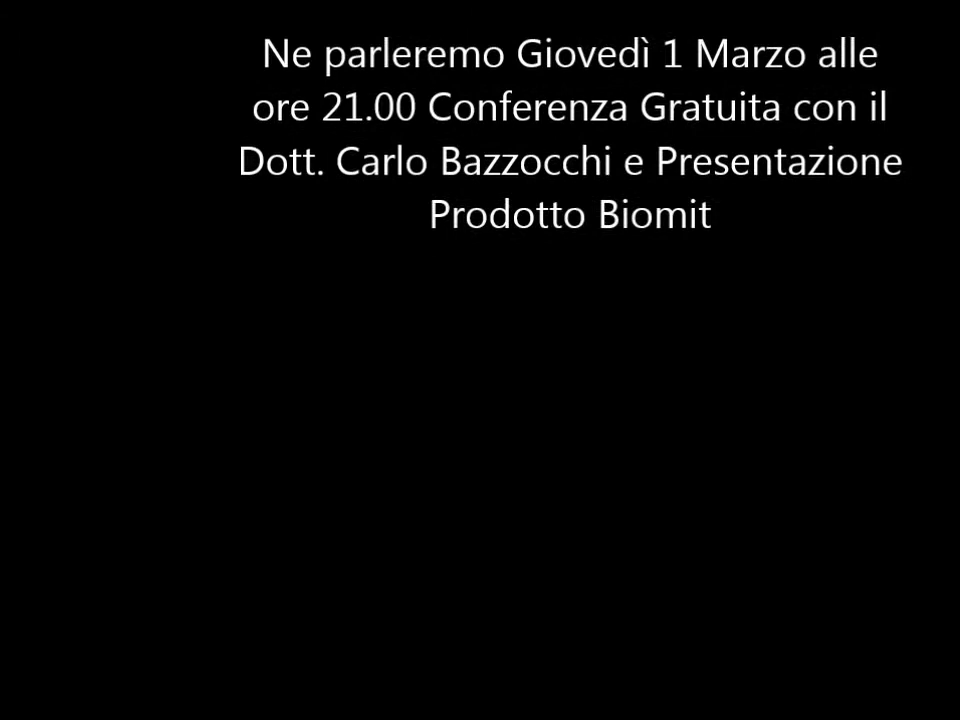 Ne parleremo Giovedì 1 Marzo alle
ore 21.00 Conferenza Gratuita con il
Dott. Carlo Bazzocchi e Presentazione
Prodotto Biomit